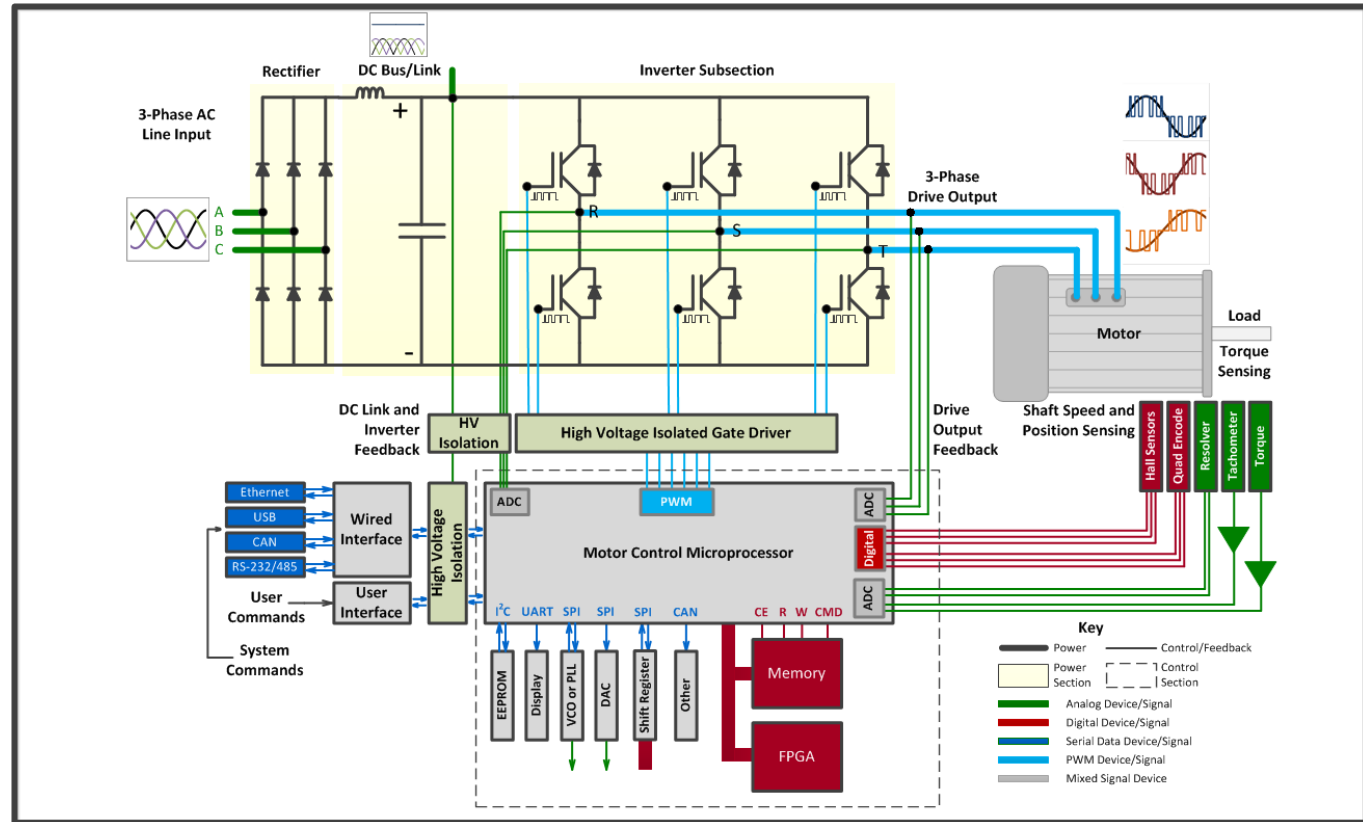 Rectifier
DC Bus/Link
Inverter Subsection
3-Phase AC
Line Input
+
-
A
B
C
R
S
T
3-Phase
Drive Output
Motor
Load
Torque
Sensing
DC Link and
Inverter
Feedback
HV
Isolation
High Voltage Isolated Gate Driver
Drive
Output
Feedback
Shaft Speed and
Position Sensing
Hall Sensors
Quad Encode
Resolver
Tachometer
Torque
Ethernet
USB
CAN
RS-232/485
Wired
Interface
User
Interface
High Voltage
Isolation
User
Commands
System
Commands
ADC
PWM
ADC
Digital
ADC
Motor Control Microprocessor
I²C
UART
SPI
SPI
SPI
CAN
CE
R
W
CMD
EEPROM
Display
VCO or PLL
DAC
Shift Register
Other
Memory
FPGA
Key
Power
Control/Feedback
Power
Section
Control
Section
Analog Device/Signal
Digital Device/Signal
Serial Data Device/Signal
PWM Device/Signal
Mixed Signal Device